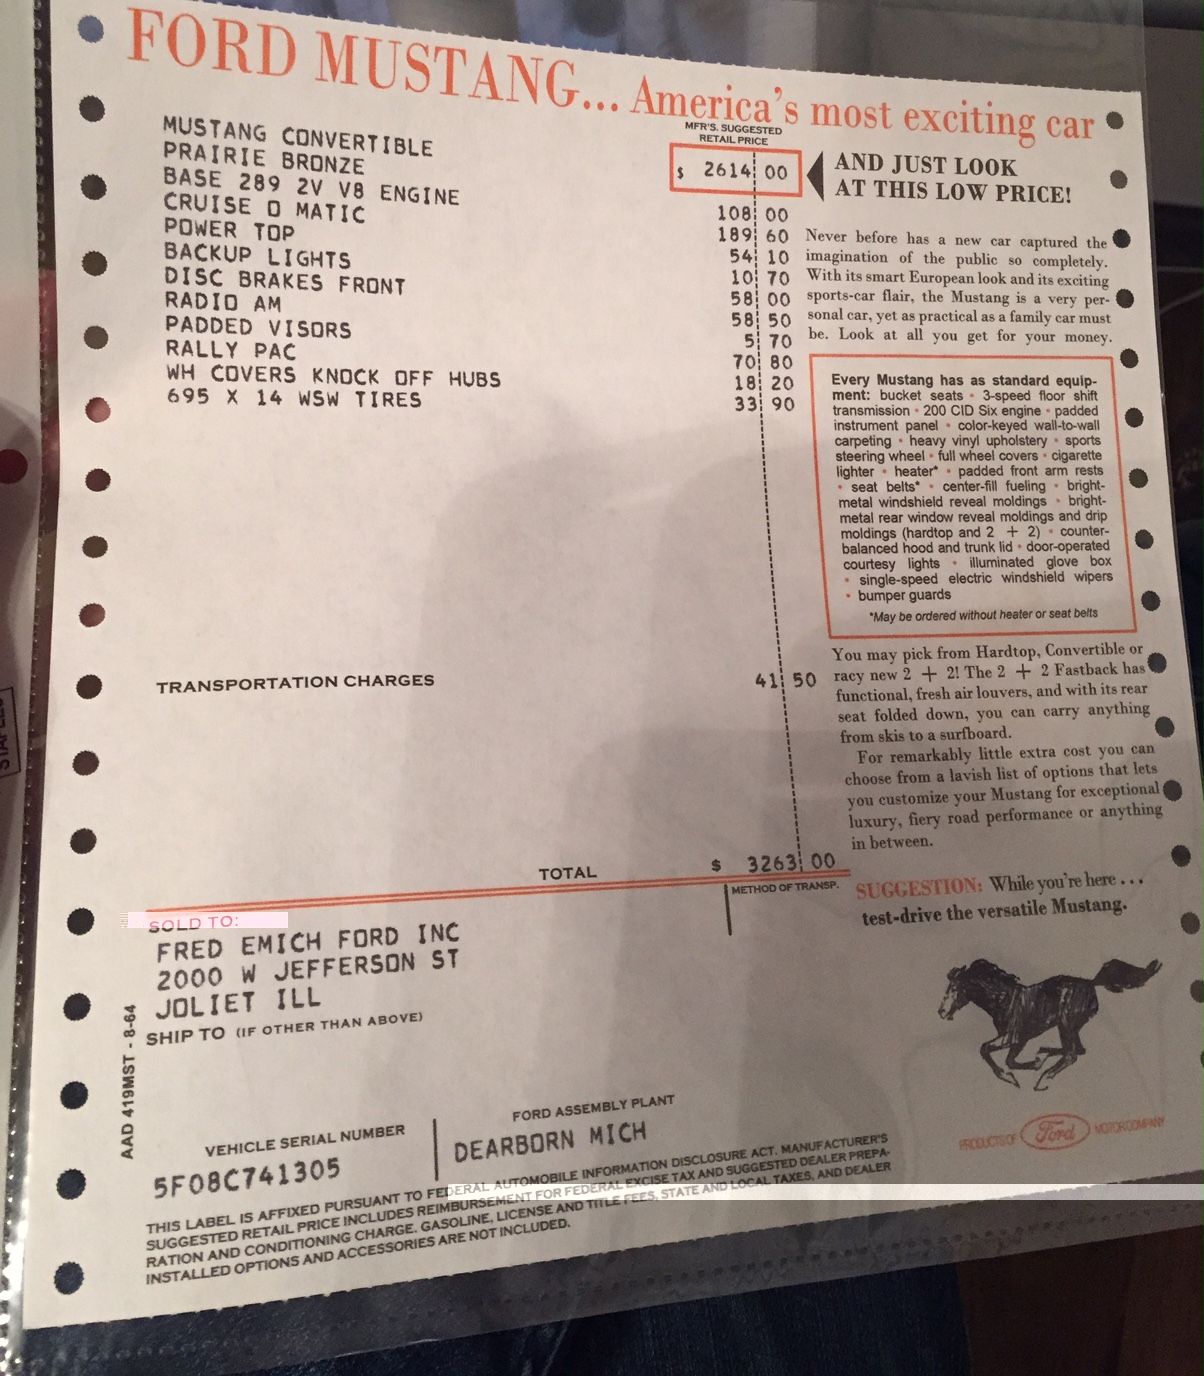 FORD MUSTANG... America's most exciting car
MFR'S. SUGGESTED
RETAIL PRICE
MUSTANG CONVERTIBLE $ 2614 00
PRAIRIE BRONZE
BASE 289 2V V8 ENGINE 108 00
CRUISE O MATIC 189 60
POWER TOP 54 10
BACKUP LIGHTS 10 70
DISC BRAKES FRONT 58 00
RADIO AM 58 50
PADDED VISORS 5 70
RALLY PAC 70 80
WH COVERS KNOCK OFF HUBS 18 20
695 X 14 WSW TIRES 33 90
TRANSPORTATION CHARGES 41 50
TOTAL $ 3263 00
METHOD OF TRANSP.
AND JUST LOOK
AT THIS LOW PRICE!
Never before has a new car captured the
imagination of the public so completely.
With its smart European look and its exciting
sports-car flair, the Mustang is a very per-
sonal car, yet as practical as a family car must
be. Look at all you get for your money.
Every Mustang has as standard equip-
ment: bucket seats • 3-speed floor shift
transmission • 200 CID Six engine • padded
instrument panel • color-keyed wall-to-wall
carpeting • heavy vinyl upholstery • sports
steering wheel • full wheel covers • cigarette
lighter • heater* • padded front arm rests
• seat belts* • center-fill fueling • bright-
metal windshield reveal moldings • bright-
metal rear window reveal moldings and drip
moldings (hardtop and 2 + 2) • counter-
balanced hood and trunk lid • door-operated
courtesy lights • illuminated glove box
• single-speed electric windshield wipers
• bumper guards
*May be ordered without heater or seat belts
You may pick from Hardtop, Convertible or
racy new 2 + 2! The 2 + 2 Fastback has
functional, fresh air louvers, and with its rear
seat folded down, you can carry anything
from skis to a surfboard.
For remarkably little extra cost you can
choose from a lavish list of options that lets
you customize your Mustang for exceptional
luxury, fiery road performance or anything
in between.
SUGGESTION: While you're here...
test-drive the versatile Mustang.
SOLD TO:
FRED EMICH FORD INC
2000 W JEFFERSON ST
JOLIET ILL
SHIP TO (IF OTHER THAN ABOVE)
AAD 419MST - 8-64
VEHICLE SERIAL NUMBER
5F08C741305
FORD ASSEMBLY PLANT
DEARBORN MICH
PRODUCTS OF Ford MOTOR COMPANY
THIS LABEL IS AFFIXED PURSUANT TO FEDERAL AUTOMOBILE INFORMATION DISCLOSURE ACT. MANUFACTURER'S
SUGGESTED RETAIL PRICE INCLUDES REIMBURSEMENT FOR FEDERAL EXCISE TAX AND SUGGESTED DEALER PREPA-
RATION AND CONDITIONING CHARGE. GASOLINE, LICENSE AND TITLE FEES, STATE AND LOCAL TAXES, AND DEALER
INSTALLED OPTIONS AND ACCESSORIES ARE NOT INCLUDED.